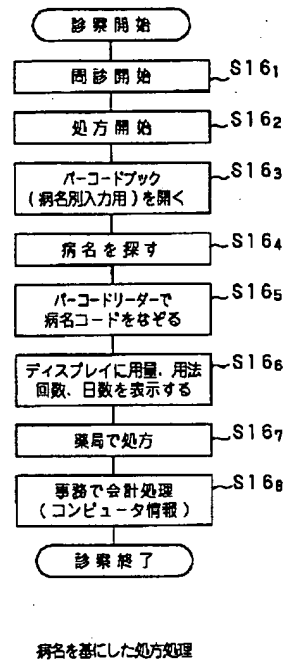 診察開始
問診開始
S16₁
処方開始
S16₂
バーコードブック
(病名別入力用)を開く
S16₃
病名を探す
S16₄
バーコードリーダーで
病名コードをなぞる
S16₅
ディスプレイに用量、用法
回数、日数を表示する
S16₆
薬局で処方
S16₇
事務で会計処理
(コンピュータ情報)
S16₈
診察終了
病名を基にした処方処理